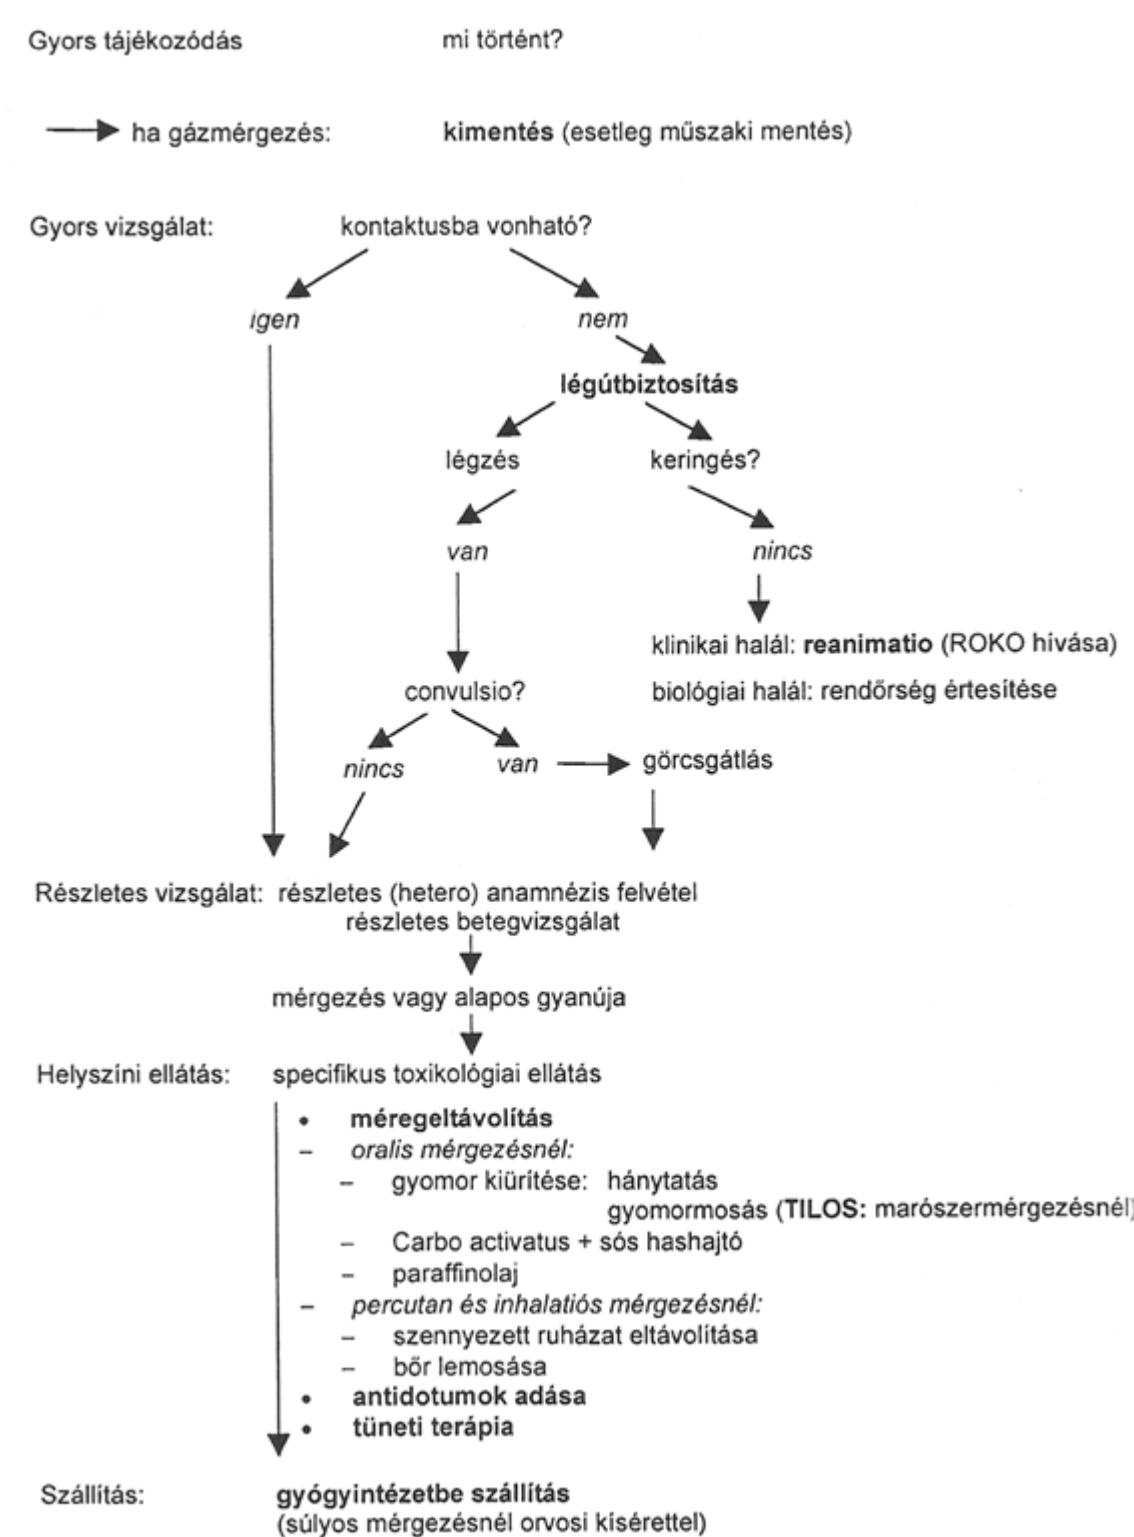 Gyors tájékozódás mi történt?
ha gázmérgezés: kimentés (esetleg műszaki mentés)
Gyors vizsgálat: kontaktusba vonható?
igen nem
légútbiztosítás
légzés keringés?
van nincs
klinikai halál: reanimatio (ROKO hívása)
convulsio? biológiai halál: rendőrség értesítése
nincs van görcsgátlás
Részletes vizsgálat: részletes (hetero) anamnézis felvétel
részletes betegvizsgálat
mérgezés vagy alapos gyanúja
Helyszíni ellátás: specifikus toxikológiai ellátás
• méregeltávolítás
– oralis mérgezésnél:
– gyomor kiürítése: hánytatás
gyomormosás (TILOS: marószermérgezésnél)
– Carbo activatus + sós hashajtó
– paraffinolaj
– percutan és inhalatiós mérgezésnél:
– szennyezett ruházat eltávolítása
– bőr lemosása
• antidotumok adása
• tüneti terápia
Szállítás: gyógyintézetbe szállítás
(súlyos mérgezésnél orvosi kísérettel)